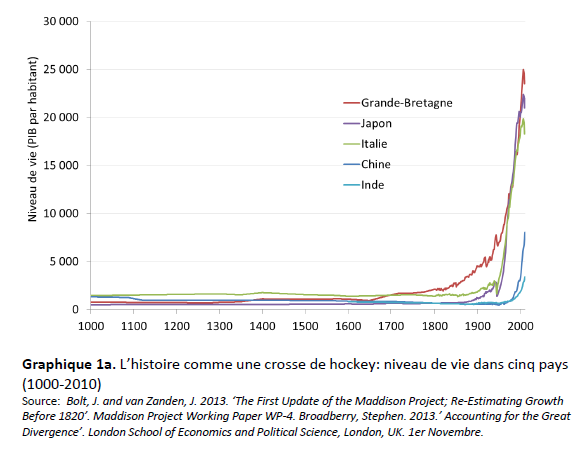 30 000
25 000
20 000
15 000
10 000
5 000
0
Niveau de vie (PIB par habitant)
Grande-Bretagne
Japon
Italie
Chine
Inde
1000 1100 1200 1300 1400 1500 1600 1700 1800 1900 2000
Graphique 1a. L’histoire comme une crosse de hockey: niveau de vie dans cinq pays
(1000-2010)
Source: Bolt, J. and van Zanden, J. 2013. ‘The First Update of the Maddison Project; Re-Estimating Growth
Before 1820’. Maddison Project Working Paper WP-4. Broadberry, Stephen. 2013.’ Accounting for the Great
Divergence’. London School of Economics and Political Science, London, UK. 1er Novembre.